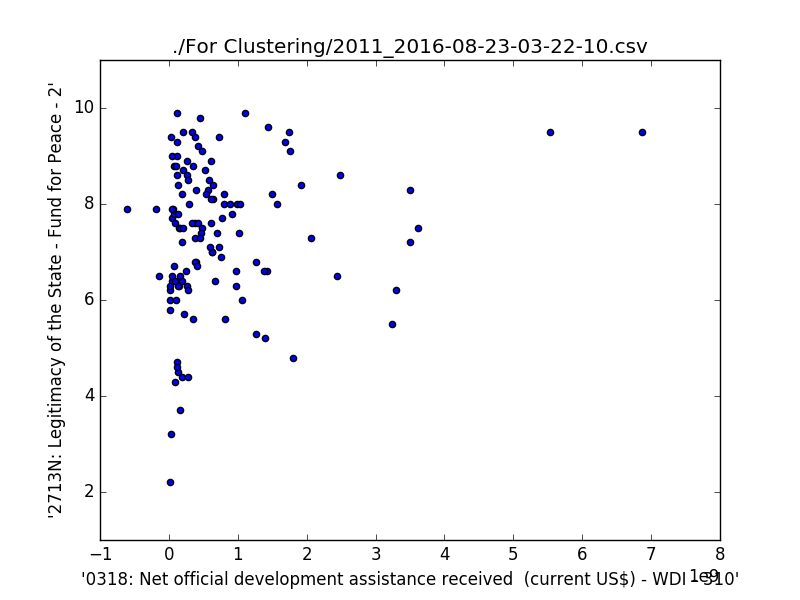 ./For Clustering/2011_2016-08-23-03-22-10.csv
'2713N: Legitimacy of the State - Fund for Peace - 2'
10
8
6
4
2
−1 0 1 2 3 4 5 6 7 8
1e9
'0318: Net official development assistance received (current US$) - WDI - 310'